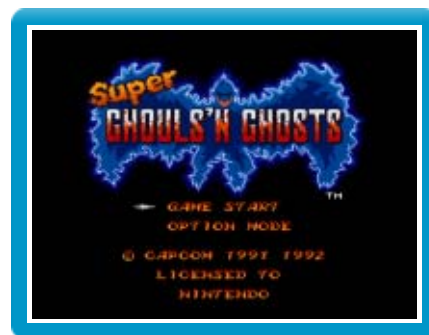 Super
GHOULS'N GHOSTS
TM
GAME START
OPTION MODE
© CAPCOM 1991 1992
LICENSED TO
NINTENDO